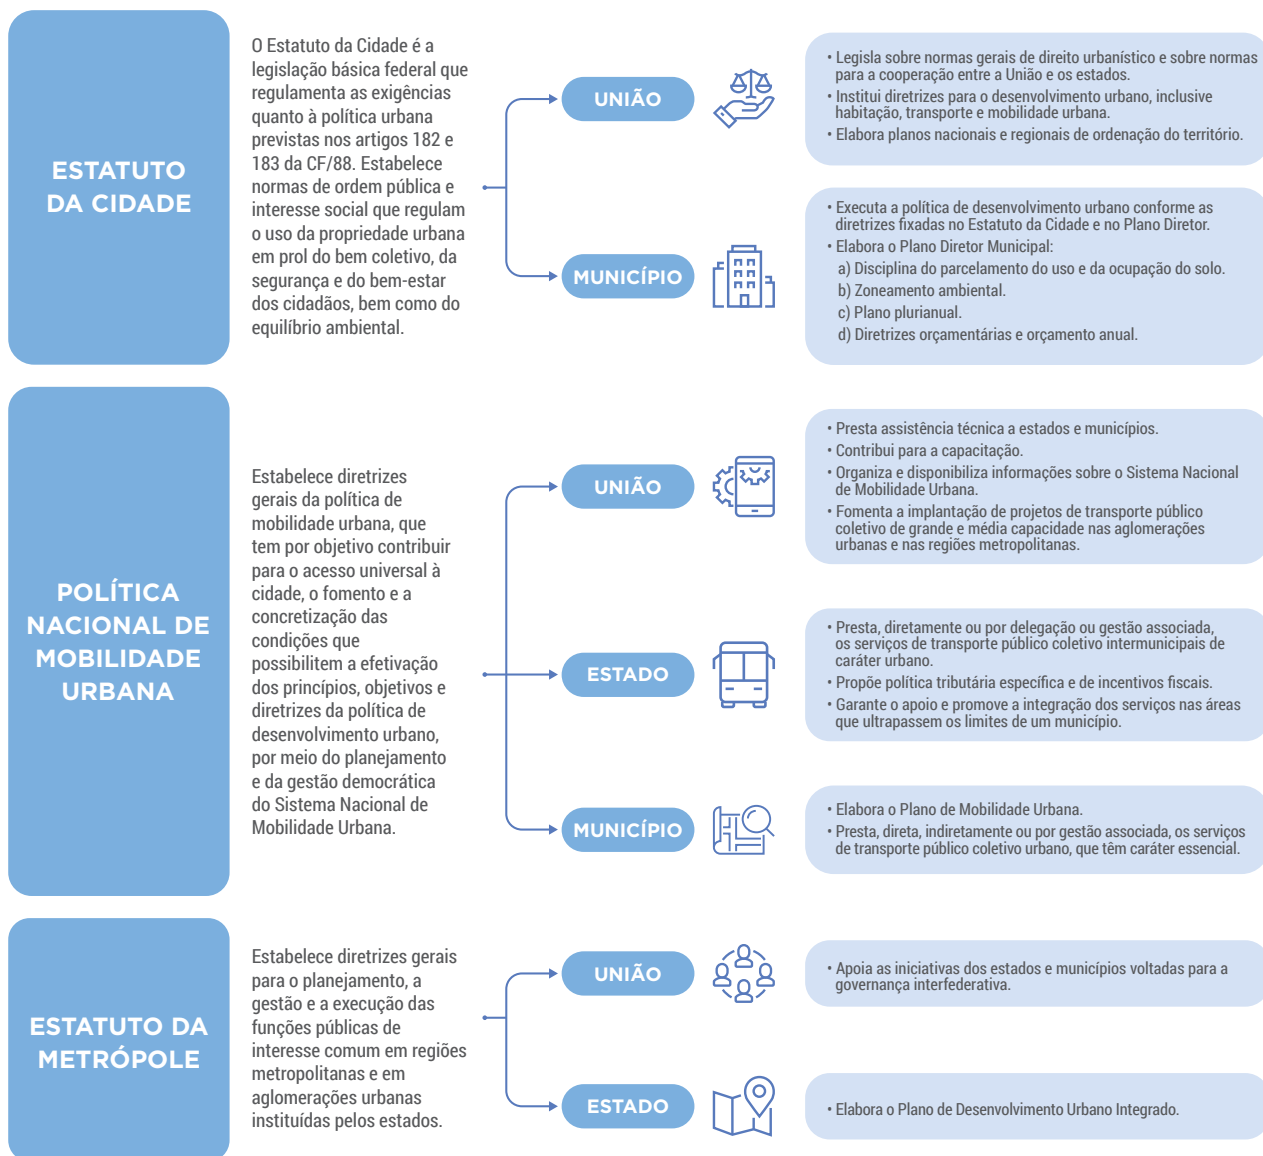 ESTATUTO
DA CIDADE
O Estatuto da Cidade é a
legislação básica federal que
regulamenta as exigências
quanto à política urbana
previstas nos artigos 182 e
183 da CF/88. Estabelece
normas de ordem pública e
interesse social que regulam
o uso da propriedade urbana
em prol do bem coletivo, da
segurança e do bem-estar
dos cidadãos, bem como do
equilíbrio ambiental.
UNIÃO
• Legisla sobre normas gerais de direito urbanístico e sobre normas
para a cooperação entre a União e os estados.
• Institui diretrizes para o desenvolvimento urbano, inclusive
habitação, transporte e mobilidade urbana.
• Elabora planos nacionais e regionais de ordenação do território.
MUNICÍPIO
• Executa a política de desenvolvimento urbano conforme as
diretrizes fixadas no Estatuto da Cidade e no Plano Diretor.
• Elabora o Plano Diretor Municipal:
a) Disciplina do parcelamento do uso e da ocupação do solo.
b) Zoneamento ambiental.
c) Plano plurianual.
d) Diretrizes orçamentárias e orçamento anual.
POLÍTICA
NACIONAL DE
MOBILIDADE
URBANA
Estabelece diretrizes
gerais da política de
mobilidade urbana, que
tem por objetivo contribuir
para o acesso universal à
cidade, o fomento e a
concretização das
condições que
possibilitem a efetivação
dos princípios, objetivos e
diretrizes da política de
desenvolvimento urbano,
por meio do planejamento
e da gestão democrática
do Sistema Nacional de
Mobilidade Urbana.
UNIÃO
• Presta assistência técnica a estados e municípios.
• Contribui para a capacitação.
• Organiza e disponibiliza informações sobre o Sistema Nacional
de Mobilidade Urbana.
• Fomenta a implantação de projetos de transporte público
coletivo de grande e média capacidade nas aglomerações
urbanas e nas regiões metropolitanas.
ESTADO
• Presta, diretamente ou por delegação ou gestão associada,
os serviços de transporte público coletivo intermunicipais de
caráter urbano.
• Propõe política tributária específica e de incentivos fiscais.
• Garante o apoio e promove a integração dos serviços nas áreas
que ultrapassem os limites de um município.
MUNICÍPIO
• Elabora o Plano de Mobilidade Urbana.
• Presta, direta, indiretamente ou por gestão associada, os serviços
de transporte público coletivo urbano, que têm caráter essencial.
ESTATUTO DA
METRÓPOLE
Estabelece diretrizes gerais
para o planejamento, a
gestão e a execução das
funções públicas de
interesse comum em regiões
metropolitanas e em
aglomerações urbanas
instituídas pelos estados.
UNIÃO
• Apoia as iniciativas dos estados e municípios voltadas para a
governança interfederativa.
ESTADO
• Elabora o Plano de Desenvolvimento Urbano Integrado.